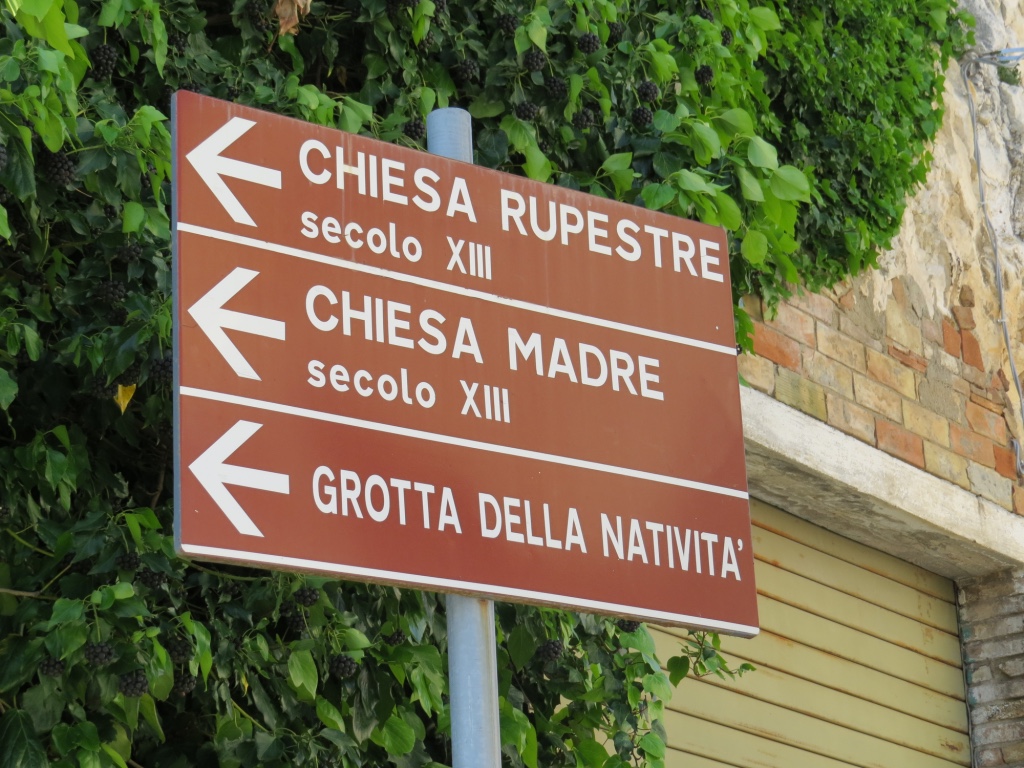 CHIESA RUPESTRE
secolo XIII
CHIESA MADRE
secolo XIII
GROTTA DELLA NATIVITA'